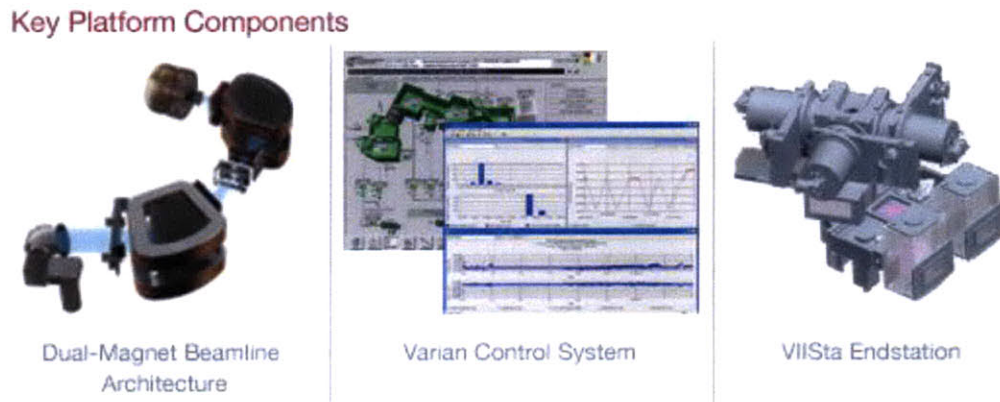 Key Platform Components
Dual-Magnet Beamline
Architecture
Varian Control System
VIISta Endstation